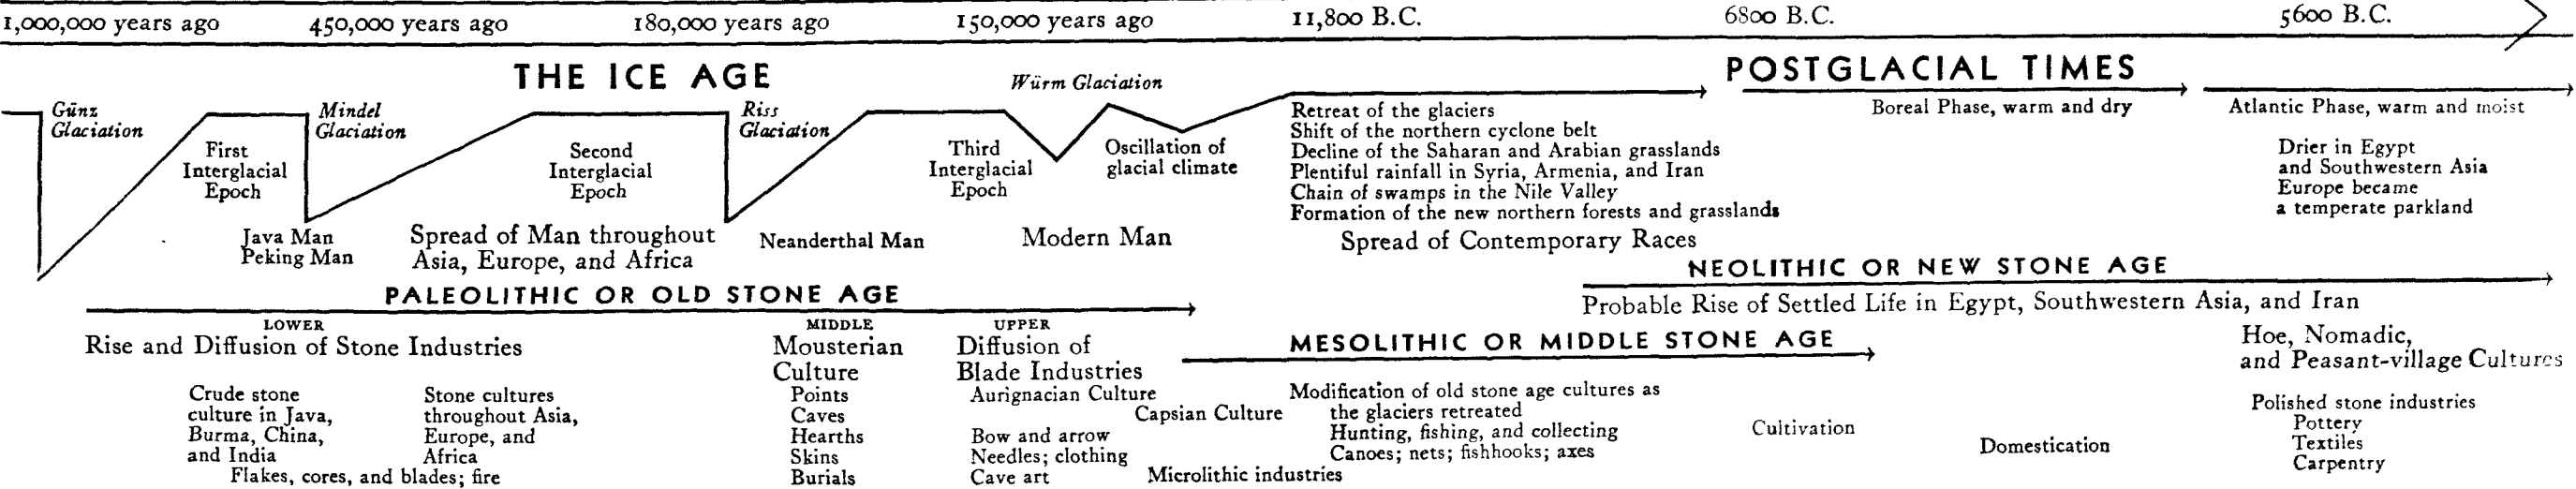 1,000,000 years ago 450,000 years ago 180,000 years ago 150,000 years ago 11,800 B.C. 6800 B.C. 5600 B.C.
THE ICE AGE
POSTGLACIAL TIMES
Günz
Glaciation
First
Interglacial
Epoch
Mindel
Glaciation
Second
Interglacial
Epoch
Riss
Glaciation
Third
Interglacial
Epoch
Würm Glaciation
Oscillation of
glacial climate
Retreat of the glaciers
Shift of the northern cyclone belt
Decline of the Saharan and Arabian grasslands
Plentiful rainfall in Syria, Armenia, and Iran
Chain of swamps in the Nile Valley
Formation of the new northern forests and grasslands
Boreal Phase, warm and dry
Atlantic Phase, warm and moist
Drier in Egypt
and Southwestern Asia
Europe became
a temperate parkland
Java Man
Peking Man
Spread of Man throughout
Asia, Europe, and Africa
Neanderthal Man
Modern Man
Spread of Contemporary Races
NEOLITHIC OR NEW STONE AGE
Probable Rise of Settled Life in Egypt, Southwestern Asia, and Iran
PALEOLITHIC OR OLD STONE AGE
LOWER
Rise and Diffusion of Stone Industries
Crude stone
culture in Java,
Burma, China,
and India
Stone cultures
throughout Asia,
Europe, and
Africa
Flakes, cores, and blades; fire
MIDDLE
Mousterian
Culture
Points
Caves
Hearths
Skins
Burials
UPPER
Diffusion of
Blade Industries
Aurignacian Culture
Capsian Culture
Bow and arrow
Needles; clothing
Cave art
Microlithic industries
MESOLITHIC OR MIDDLE STONE AGE
Modification of old stone age cultures as
the glaciers retreated
Hunting, fishing, and collecting
Canoes; nets; fishhooks; axes
Cultivation
Domestication
Hoe, Nomadic,
and Peasant-village Cultures
Polished stone industries
Pottery
Textiles
Carpentry